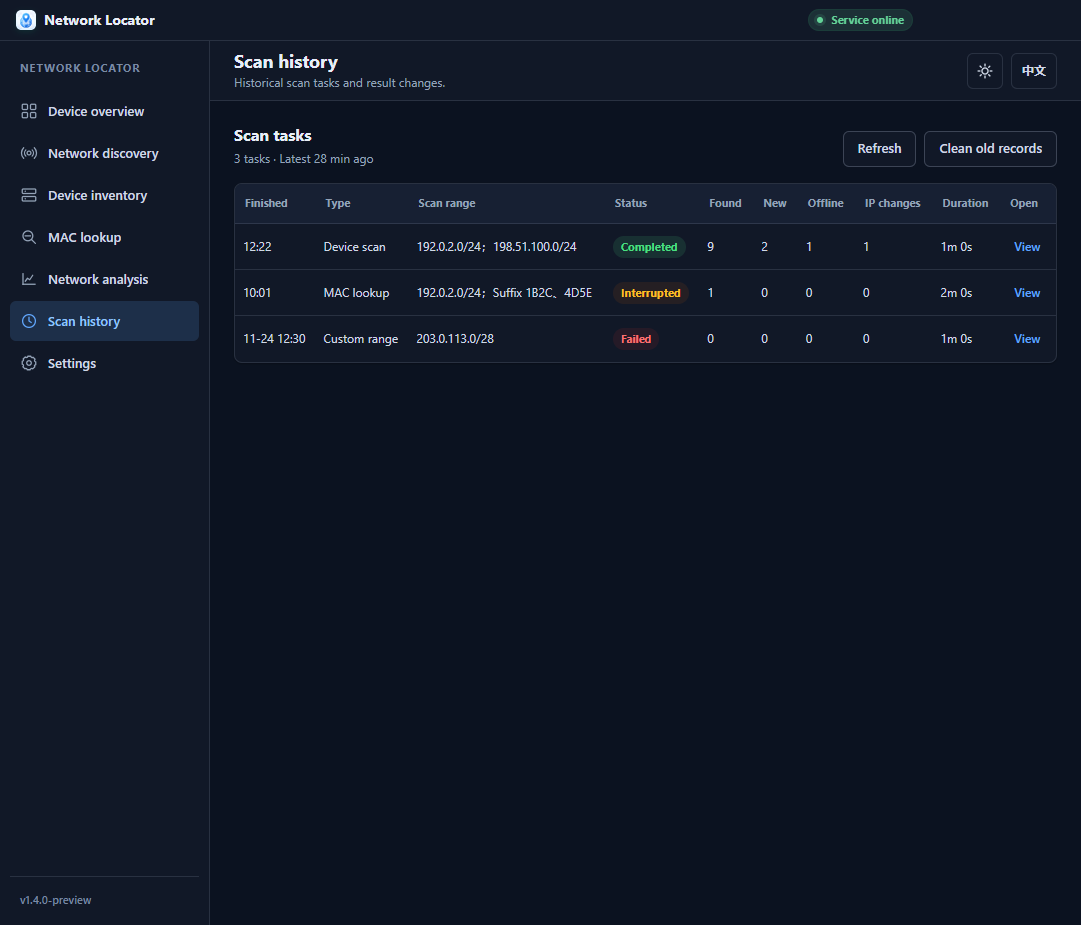 Network Locator
Service online
NETWORK LOCATOR
Device overview
Network discovery
Device inventory
MAC lookup
Network analysis
Scan history
Settings
v1.4.0-preview
Scan history
Historical scan tasks and result changes.
中文
Scan tasks
3 tasks · Latest 28 min ago
Refresh
Clean old records
Finished Type Scan range Status Found New Offline IP changes Duration Open
12:22 Device scan 192.0.2.0/24；198.51.100.0/24 Completed 9 2 1 1 1m 0s View
10:01 MAC lookup 192.0.2.0/24；Suffix 1B2C、4D5E Interrupted 1 0 0 0 2m 0s View
11-24 12:30 Custom range 203.0.113.0/28 Failed 0 0 0 0 1m 0s View